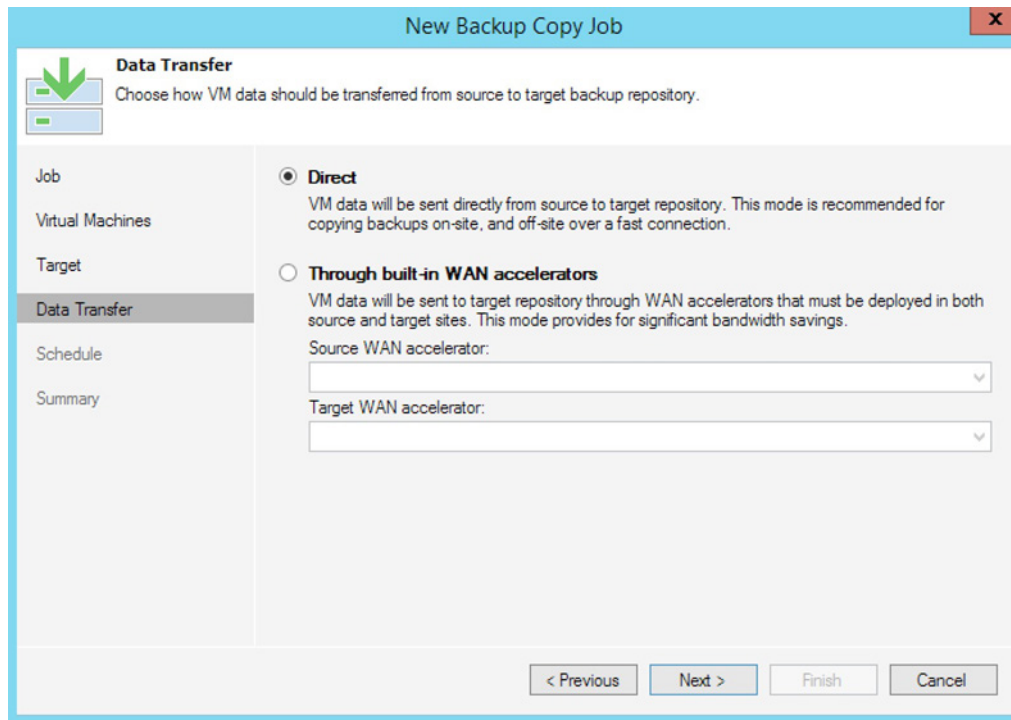 New Backup Copy Job
x
Data Transfer
Choose how VM data should be transferred from source to target backup repository.
Job
Virtual Machines
Target
Data Transfer
Schedule
Summary
Direct
VM data will be sent directly from source to target repository. This mode is recommended for
copying backups on-site, and off-site over a fast connection.
Through built-in WAN accelerators
VM data will be sent to target repository through WAN accelerators that must be deployed in both
source and target sites. This mode provides for significant bandwidth savings.
Source WAN accelerator:
Target WAN accelerator:
< Previous
Next >
Finish
Cancel